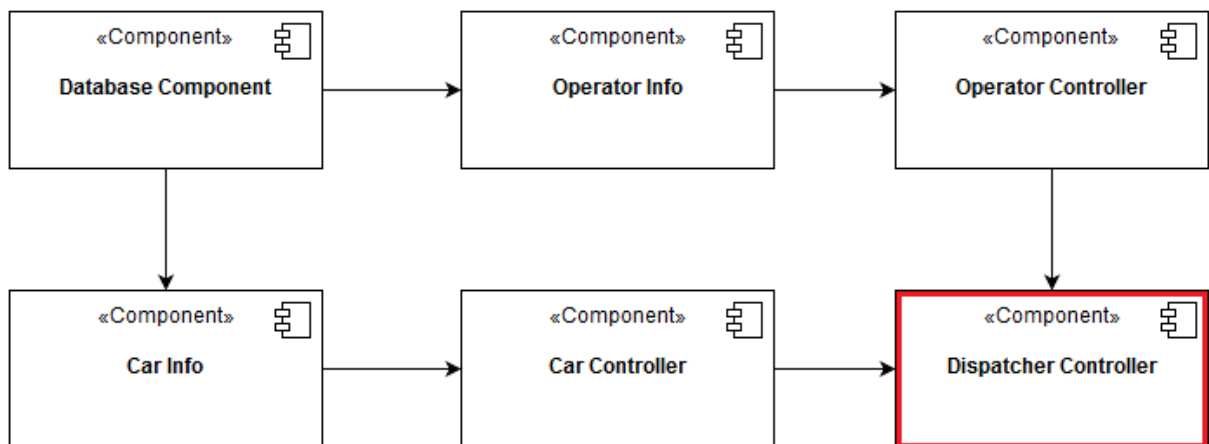 «Component»
Database Component
«Component»
Operator Info
«Component»
Operator Controller
«Component»
Car Info
«Component»
Car Controller
«Component»
Dispatcher Controller